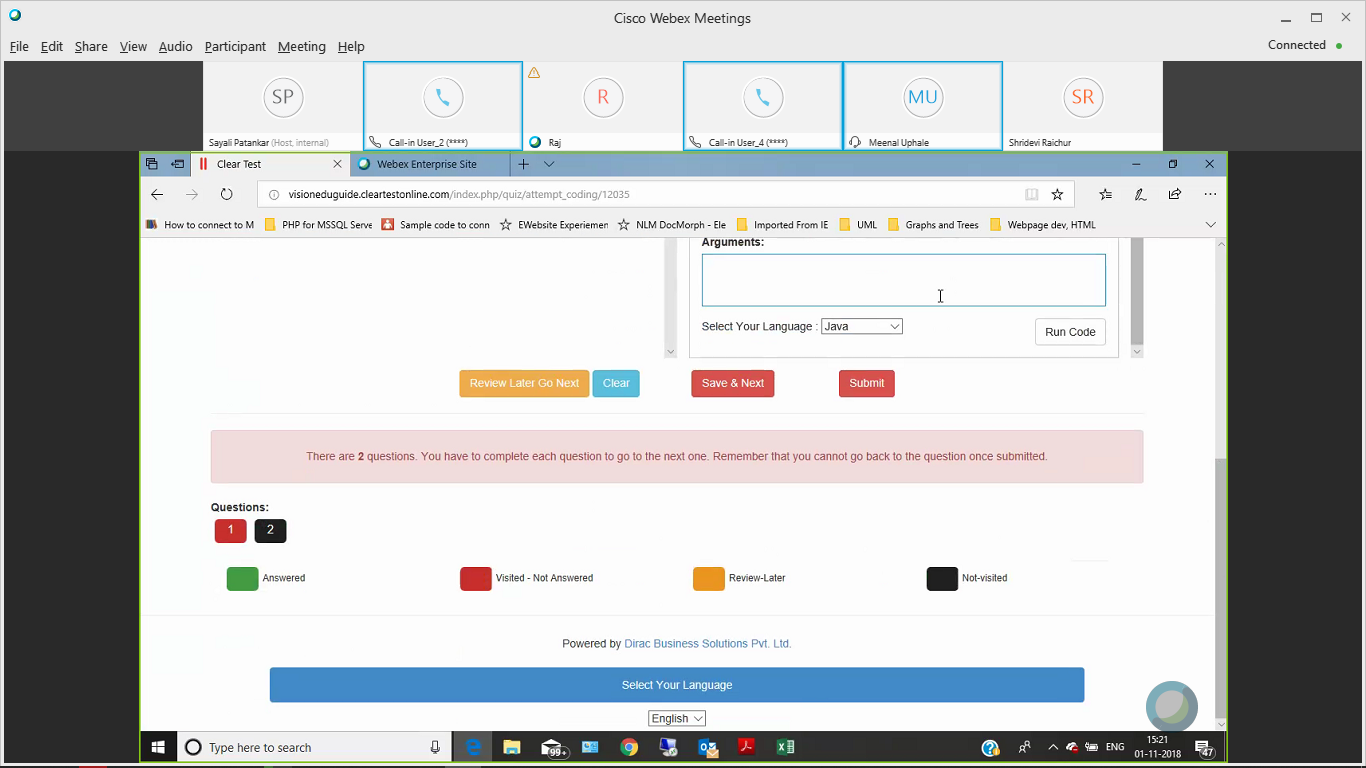 Cisco Webex Meetings
File Edit Share View Audio Participant Meeting Help
Connected
SP
R
MU
SR
Sayali Patankar (Host, internal)
Call-in User_2 (****)
Raj
Call-in User_4 (****)
Meenal Uphale
Shridevi Raichur
Clear Test
Webex Enterprise Site
visioneduguide.cleartestonline.com/index.php/quiz/attempt_coding/12035
How to connect to M
PHP for MSSQL Serve
Sample code to conn
EWebsite Experiemen
NLM DocMorph - Ele
Imported From IE
UML
Graphs and Trees
Webpage dev, HTML
Arguments:
Select Your Language : Java
Run Code
Review Later Go Next
Clear
Save & Next
Submit
There are 2 questions. You have to complete each question to go to the next one. Remember that you cannot go back to the question once submitted.
Questions:
1 2
Answered
Visited - Not Answered
Review-Later
Not-visited
Powered by Dirac Business Solutions Pvt. Ltd.
Select Your Language
English
Type here to search
99+
ENG
15:21
01-11-2018
47